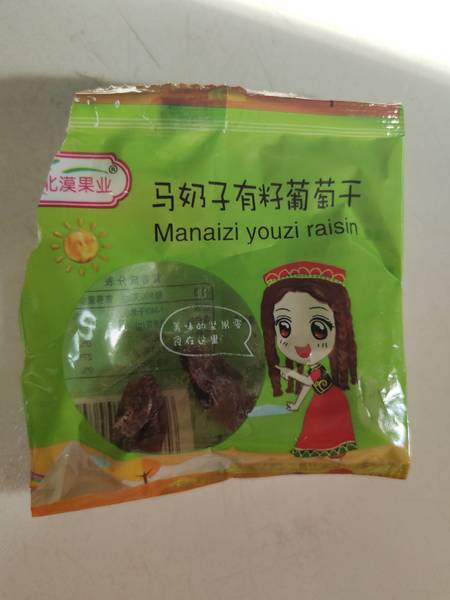 北漠果业®
马奶子有籽葡萄干
Manaizi youzi raisin
美味的坚果零
食在这里